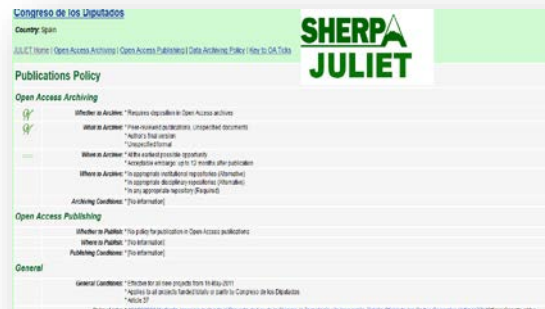 Congreso de los Diputados
Country: Spain
SHERPA
JULIET
JULIET Home | Open Access Archiving | Open Access Publishing | Data Archiving Policy | Key to OA Ticks
Publications Policy
Open Access Archiving
Whether to Archive: * Requires deposition in Open Access archives
What to Archive: * Peer-reviewed publications, Unspecified documents
* Author's final version
* Unspecified format
When to Archive: * At the earliest possible opportunity
* Acceptable embargo: up to 12 months after publication
Where to Archive: * In appropriate institutional repositories (Alternative)
* In appropriate disciplinary repositories (Alternative)
* In any appropriate repository (Required)
Archiving Conditions: * [No information]
Open Access Publishing
Whether to Publish: * No policy for publication in Open Access publications
Where to Publish: * [No information]
Publishing Conditions: * [No information]
General
General Conditions: * Effective for all new projects from 14-May-2011
* Applies to all projects funded totally or partly by Congreso de los Diputados
* Article 37